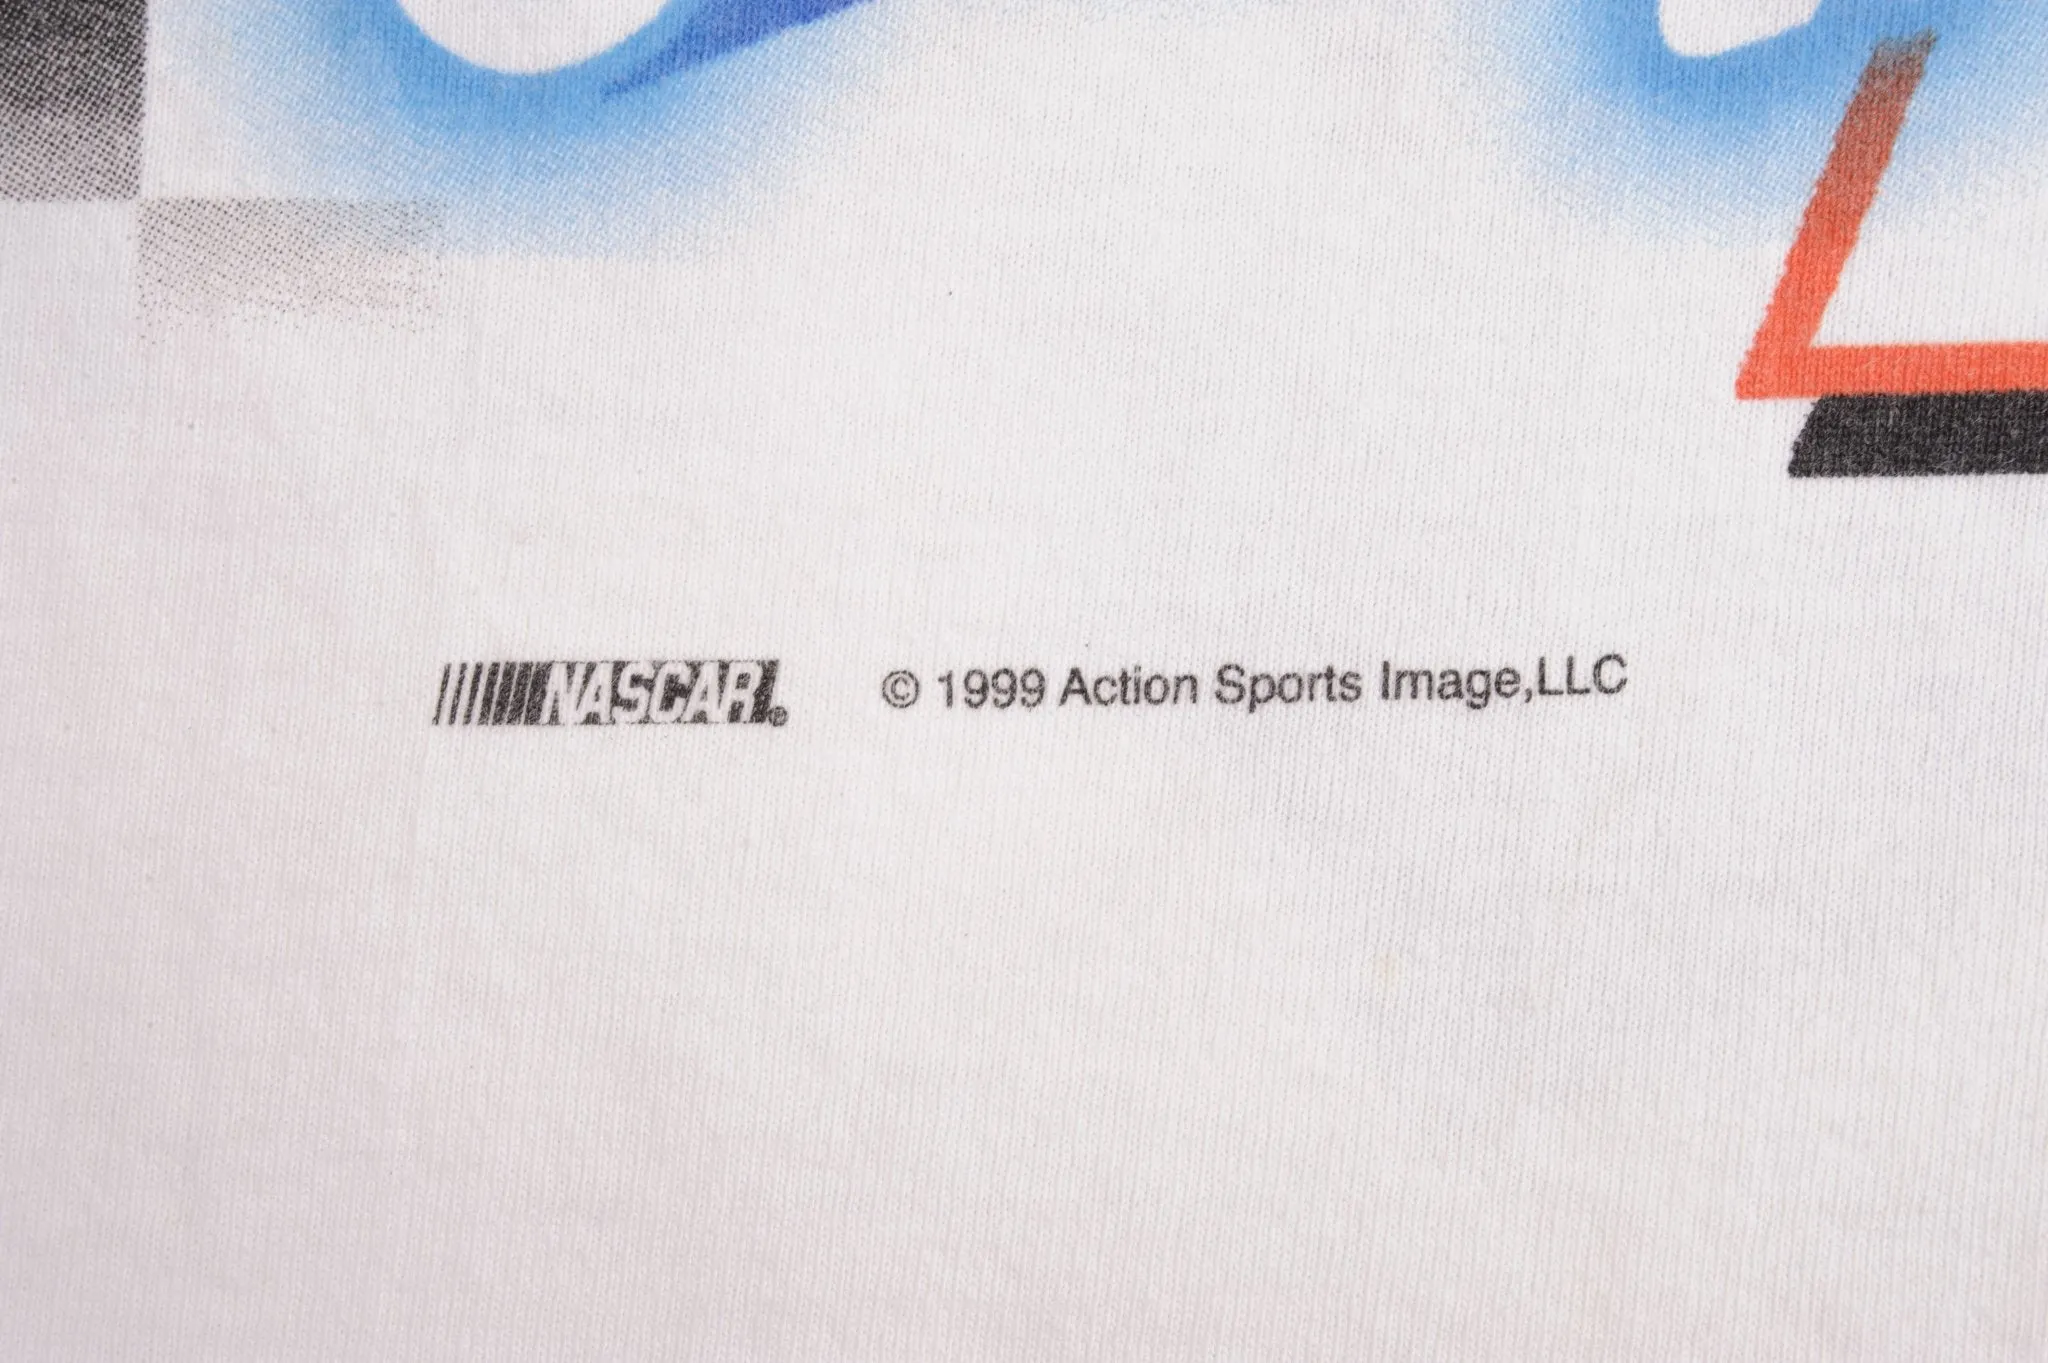 NASCAR® © 1999 Action Sports Image,LLC